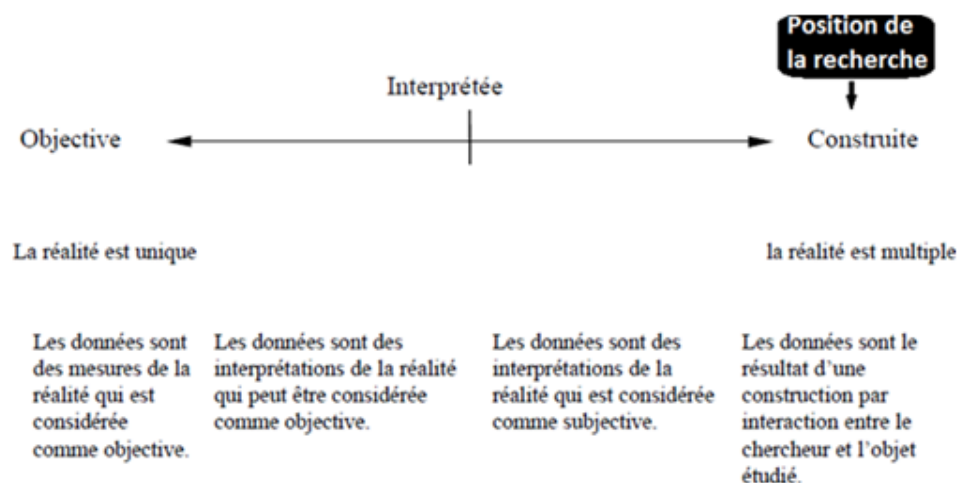 Position de
la recherche
Interprétée
Objective
Construite
La réalité est unique
la réalité est multiple
Les données sont
des mesures de la
réalité qui est
considérée
comme objective.
Les données sont des
interprétations de la réalité
qui peut être considérée
comme objective.
Les données sont des
interprétations de la
réalité qui est considérée
comme subjective.
Les données sont le
résultat d’une
construction par
interaction entre le
chercheur et l’objet
étudié.